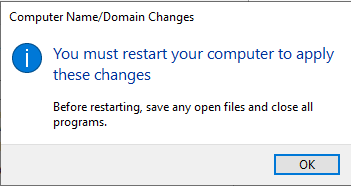 Computer Name/Domain Changes
You must restart your computer to apply
these changes
Before restarting, save any open files and close all
programs.
OK